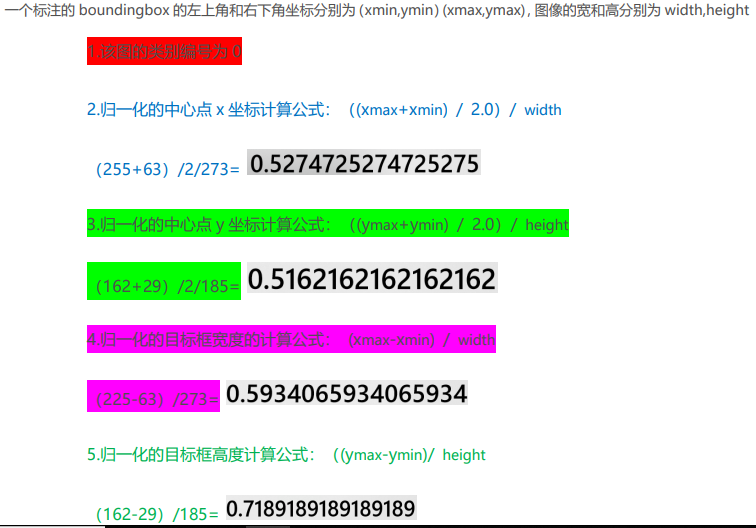 一个标注的 boundingbox 的左上角和右下角坐标分别为 (xmin,ymin) (xmax,ymax), 图像的宽和高分别为 width,height
1.该图的类别编号为 0
2.归一化的中心点 x 坐标计算公式：（(xmax+xmin) / 2.0）/ width
（255+63）/2/273= 0.5274725274725275
3.归一化的中心点 y 坐标计算公式：（(ymax+ymin) / 2.0）/ height
（162+29）/2/185= 0.5162162162162162
4.归一化的目标框宽度的计算公式： (xmax-xmin) / width
（225-63）/273= 0.5934065934065934
5.归一化的目标框高度计算公式：（(ymax-ymin)/ height
（162-29）/185= 0.7189189189189189